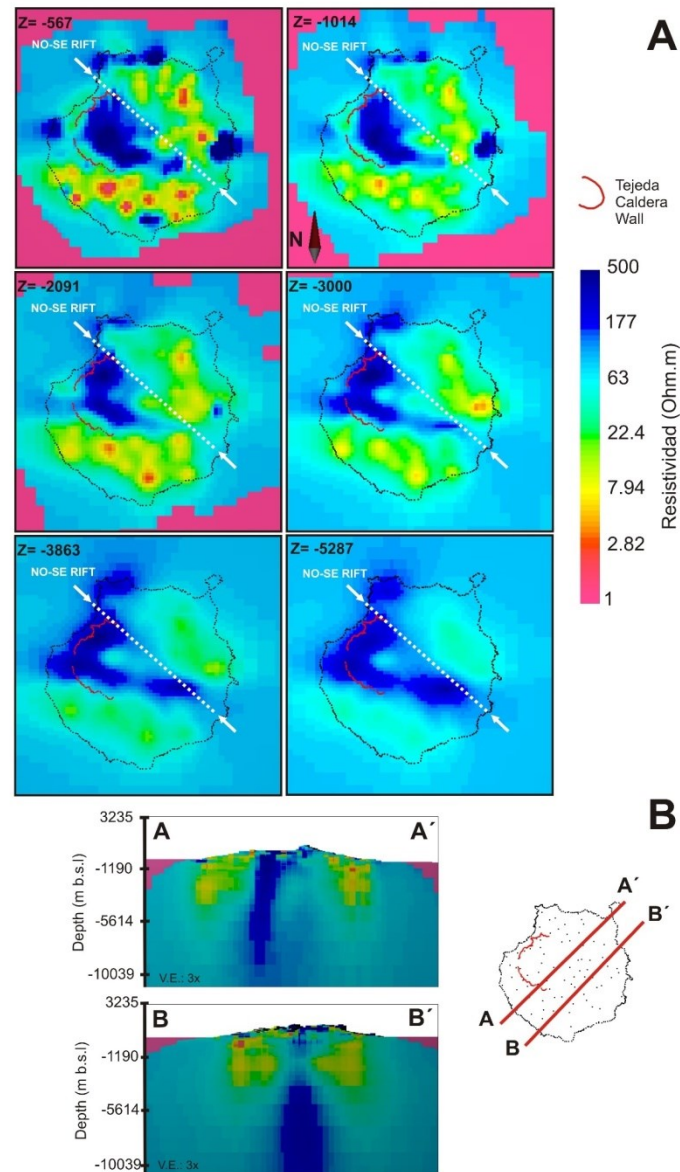 A
Z= -567
NO-SE RIFT
Z= -1014
NO-SE RIFT
N
Tejeda
Caldera
Wall
Z= -2091
NO-SE RIFT
Z= -3000
NO-SE RIFT
500
177
63
22.4
7.94
2.82
1
Resistividad (Ohm.m)
Z= -3863
NO-SE RIFT
Z= -5287
NO-SE RIFT
B
3235
-1190
-5614
-10039
Depth (m b.s.l)
A
A´
V.E.: 3x
3235
-1190
-5614
-10039
Depth (m b.s.l)
B
B´
V.E.: 3x
A´
B´
A
B